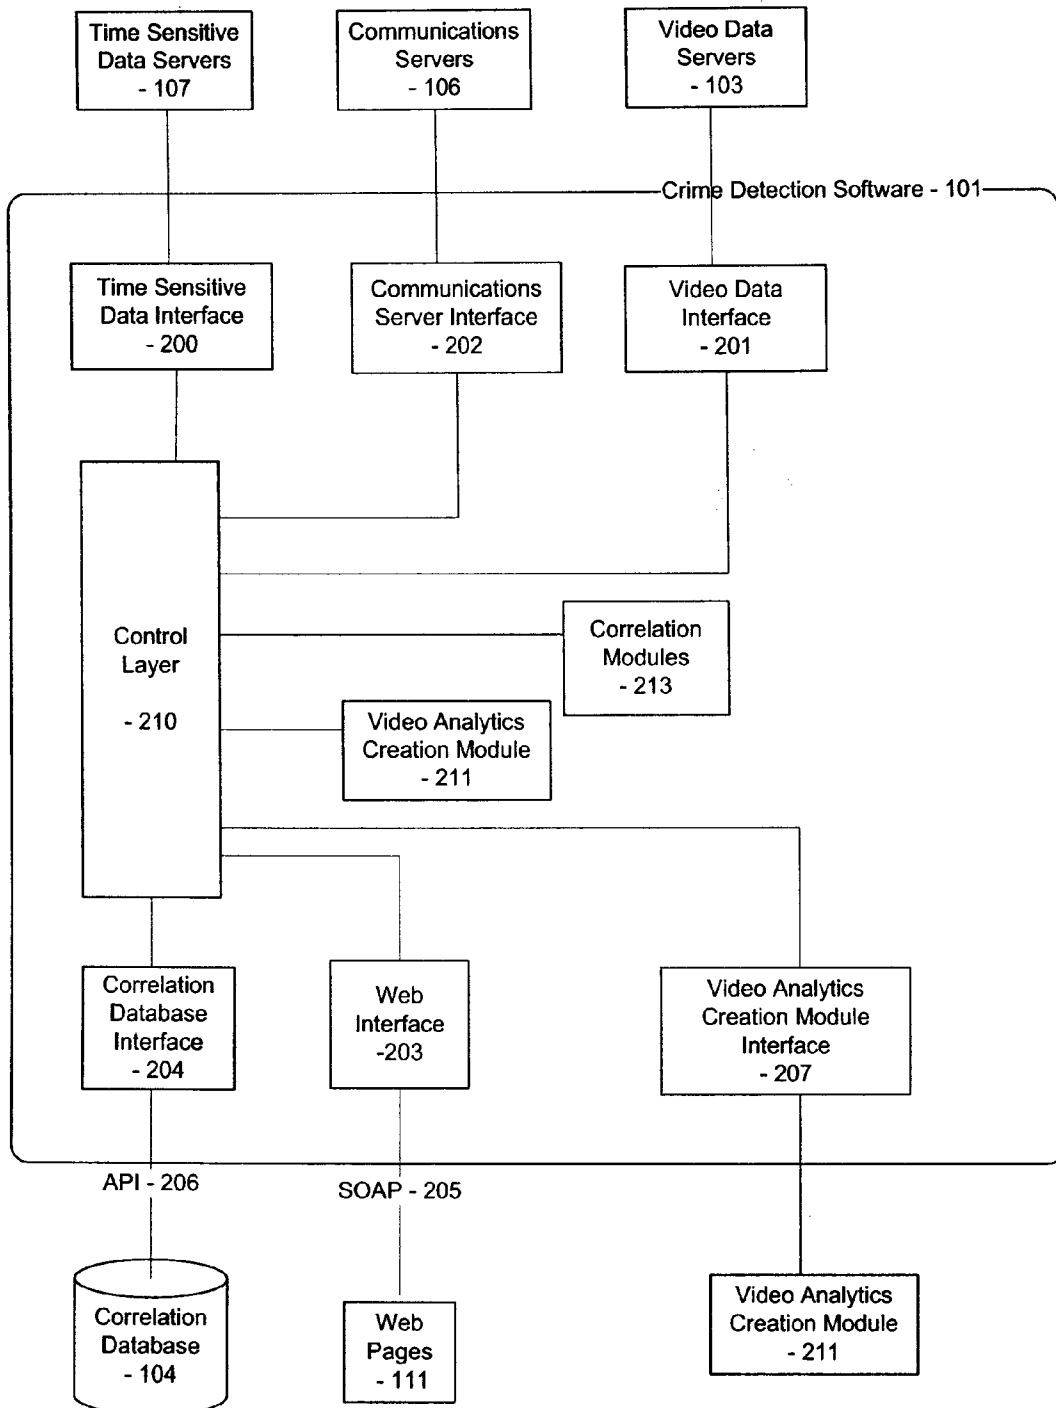 Time Sensitive
Data Servers
- 107
Communications
Servers
- 106
Video Data
Servers
- 103
Crime Detection Software - 101
Time Sensitive
Data Interface
- 200
Communications
Server Interface
- 202
Video Data
Interface
- 201
Control
Layer
- 210
Correlation
Modules
- 213
Video Analytics
Creation Module
- 211
Correlation
Database
Interface
- 204
Web
Interface
-203
Video Analytics
Creation Module
Interface
- 207
API - 206
SOAP - 205
Correlation
Database
- 104
Web
Pages
- 111
Video Analytics
Creation Module
- 211